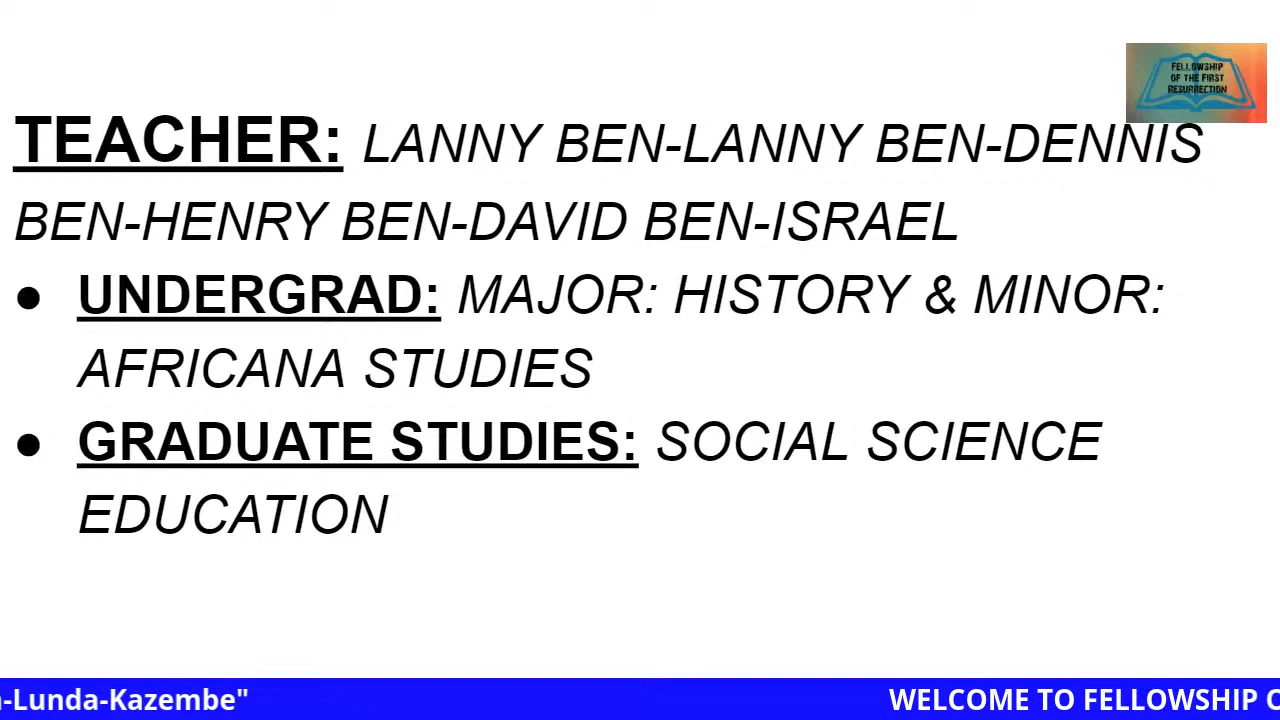 FELLOWSHIP
OF THE FIRST
RESURRECTION
TEACHER: LANNY BEN-LANNY BEN-DENNIS
BEN-HENRY BEN-DAVID BEN-ISRAEL
● UNDERGRAD: MAJOR: HISTORY & MINOR:
AFRICANA STUDIES
● GRADUATE STUDIES: SOCIAL SCIENCE
EDUCATION
-Lunda-Kazembe" WELCOME TO FELLOWSHIP